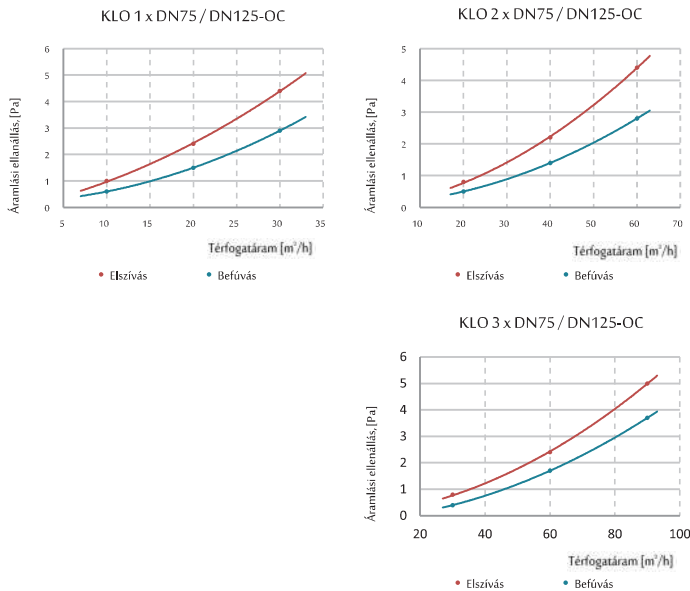 KLO 1 x DN75 / DN125-OC
Áramlási ellenállás, [Pa]
6
5
4
3
2
1
0
5 10 15 20 25 30 35
Térfogatáram [m³/h]
Elszívás Befúvás
KLO 2 x DN75 / DN125-OC
Áramlási ellenállás, [Pa]
5
4
3
2
1
0
10 20 30 40 50 60 70
Térfogatáram [m³/h]
Elszívás Befúvás
KLO 3 x DN75 / DN125-OC
Áramlási ellenállás, [Pa]
6
5
4
3
2
1
0
20 40 60 80 100
Térfogatáram [m³/h]
Elszívás Befúvás